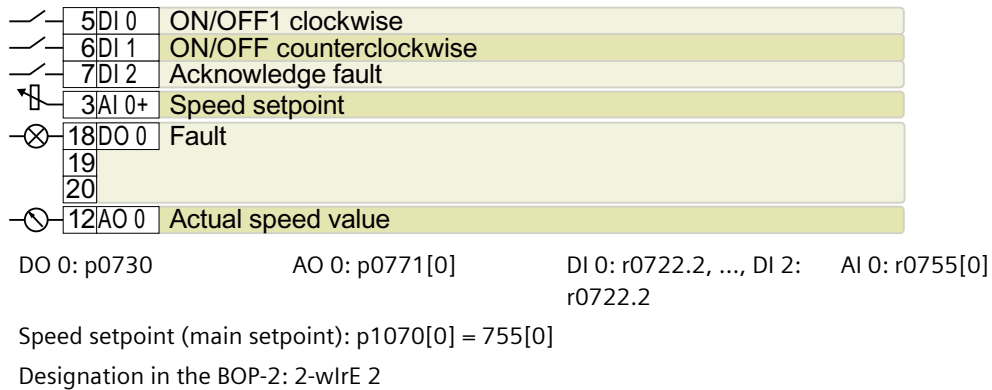 5 DI 0 ON/OFF1 clockwise
6 DI 1 ON/OFF counterclockwise
7 DI 2 Acknowledge fault
3 AI 0+ Speed setpoint
18 DO 0 Fault
19
20
12 AO 0 Actual speed value
DO 0: p0730 AO 0: p0771[0] DI 0: r0722.2, ..., DI 2: r0722.2 AI 0: r0755[0]
Speed setpoint (main setpoint): p1070[0] = 755[0]
Designation in the BOP-2: 2-wIrE 2